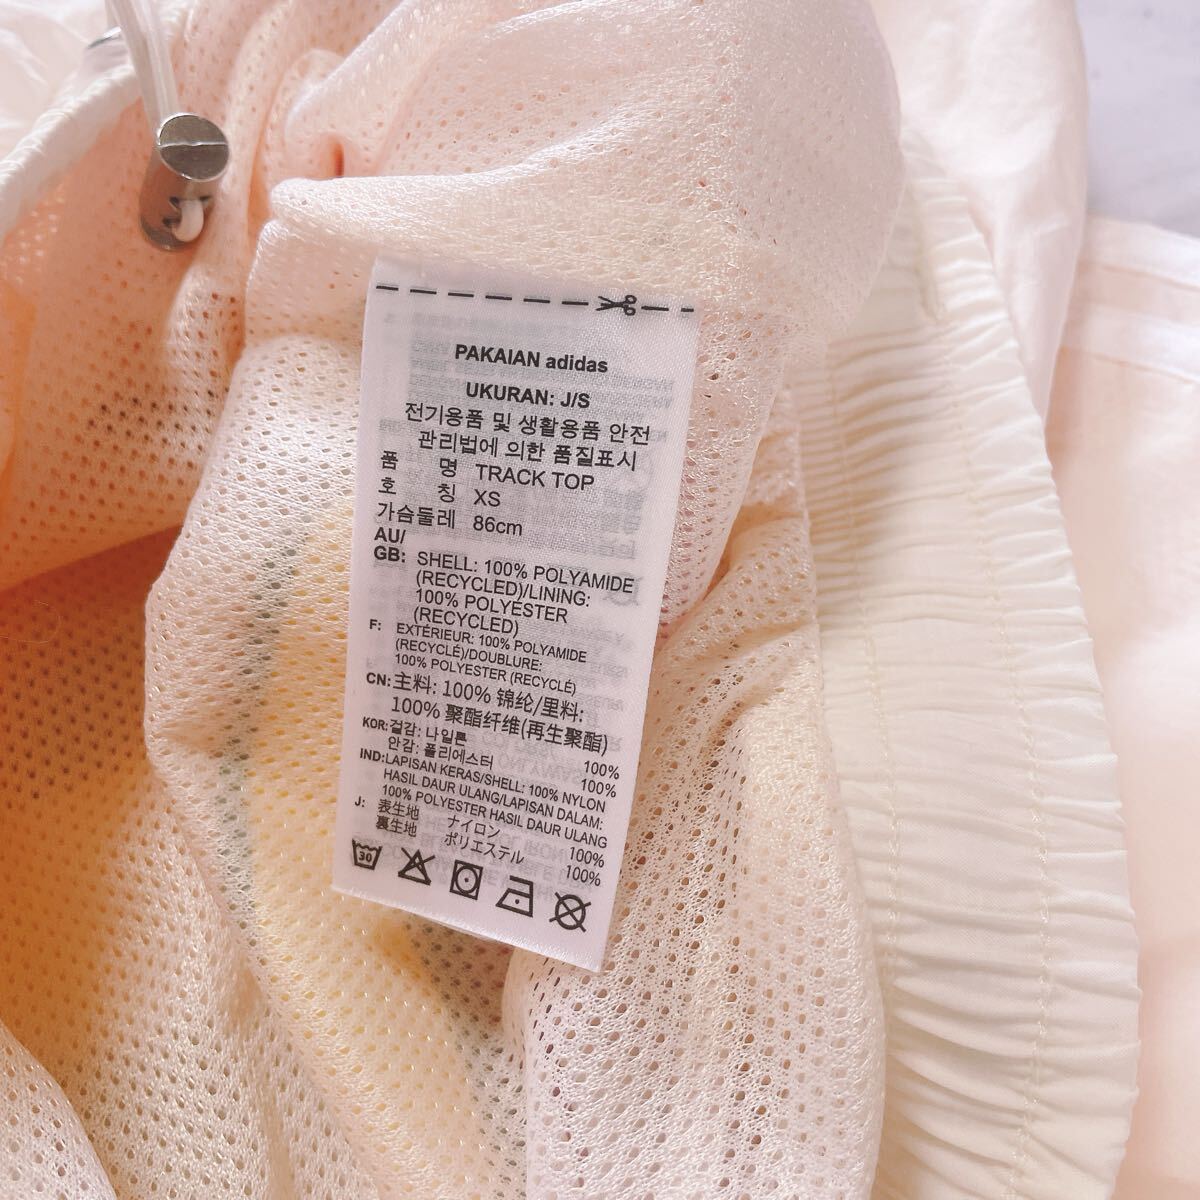 PAKAIAN adidas
UKURAN: J/S
전기용품 및 생활용품 안전
관리법에 의한 품질표시
품 명 TRACK TOP
호 칭 XS
가슴둘레 86cm
AU/
GB: SHELL: 100% POLYAMIDE
(RECYCLED)/LINING:
100% POLYESTER
(RECYCLED)
F: EXTÉRIEUR: 100% POLYAMIDE
(RECYCLÉ)/DOUBLURE:
100% POLYESTER (RECYCLÉ)
CN: 主料: 100% 锦纶/里料:
100% 聚酯纤维(再生聚酯)
KOR: 겉감: 나일론 100%
안감: 폴리에스터 100%
IND: LAPISAN KERAS/SHELL: 100% NYLON
HASIL DAUR ULANG/LAPISAN DALAM:
100% POLYESTER HASIL DAUR ULANG
J: 表生地 ナイロン 100%
裏生地 ポリエステル 100%
30